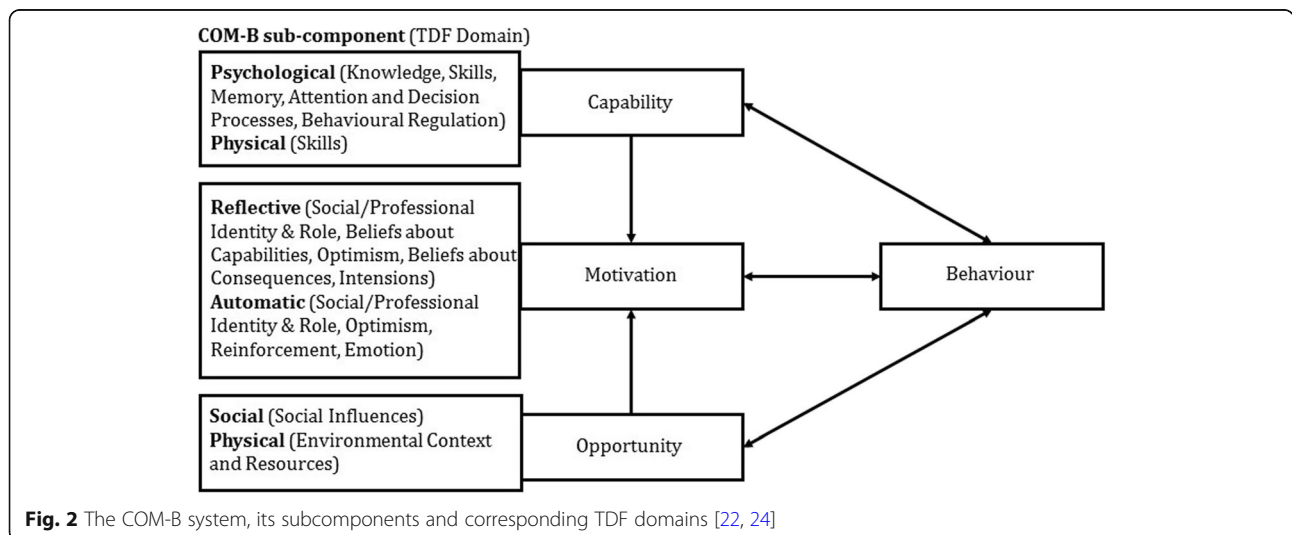 COM-B sub-component (TDF Domain)
Psychological (Knowledge, Skills,
Memory, Attention and Decision
Processes, Behavioural Regulation)
Physical (Skills)
Capability
Reflective (Social/Professional
Identity & Role, Beliefs about
Capabilities, Optimism, Beliefs about
Consequences, Intensions)
Automatic (Social/Professional
Identity & Role, Optimism,
Reinforcement, Emotion)
Motivation
Behaviour
Social (Social Influences)
Physical (Environmental Context
and Resources)
Opportunity
Fig. 2 The COM-B system, its subcomponents and corresponding TDF domains [22, 24]